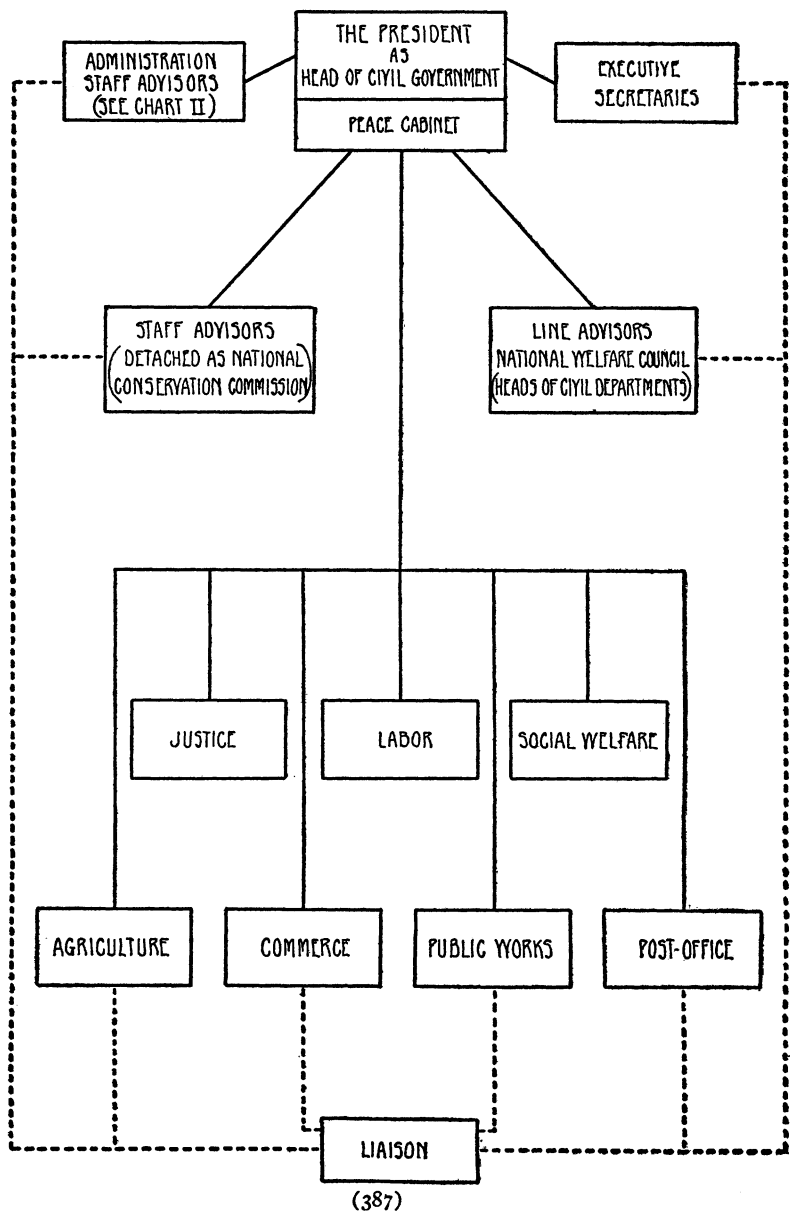 THE PRESIDENT
AS
HEAD OF CIVIL GOVERNMENT
PEACE CABINET
ADMINISTRATION
STAFF ADVISORS
(SEE CHART II)
EXECUTIVE
SECRETARIES
STAFF ADVISORS
(DETACHED AS NATIONAL
CONSERVATION COMMISSION)
LINE ADVISORS
NATIONAL WELFARE COUNCIL
(HEADS OF CIVIL DEPARTMENTS)
JUSTICE
LABOR
SOCIAL WELFARE
AGRICULTURE
COMMERCE
PUBLIC WORKS
POST-OFFICE
LIAISON
(387)